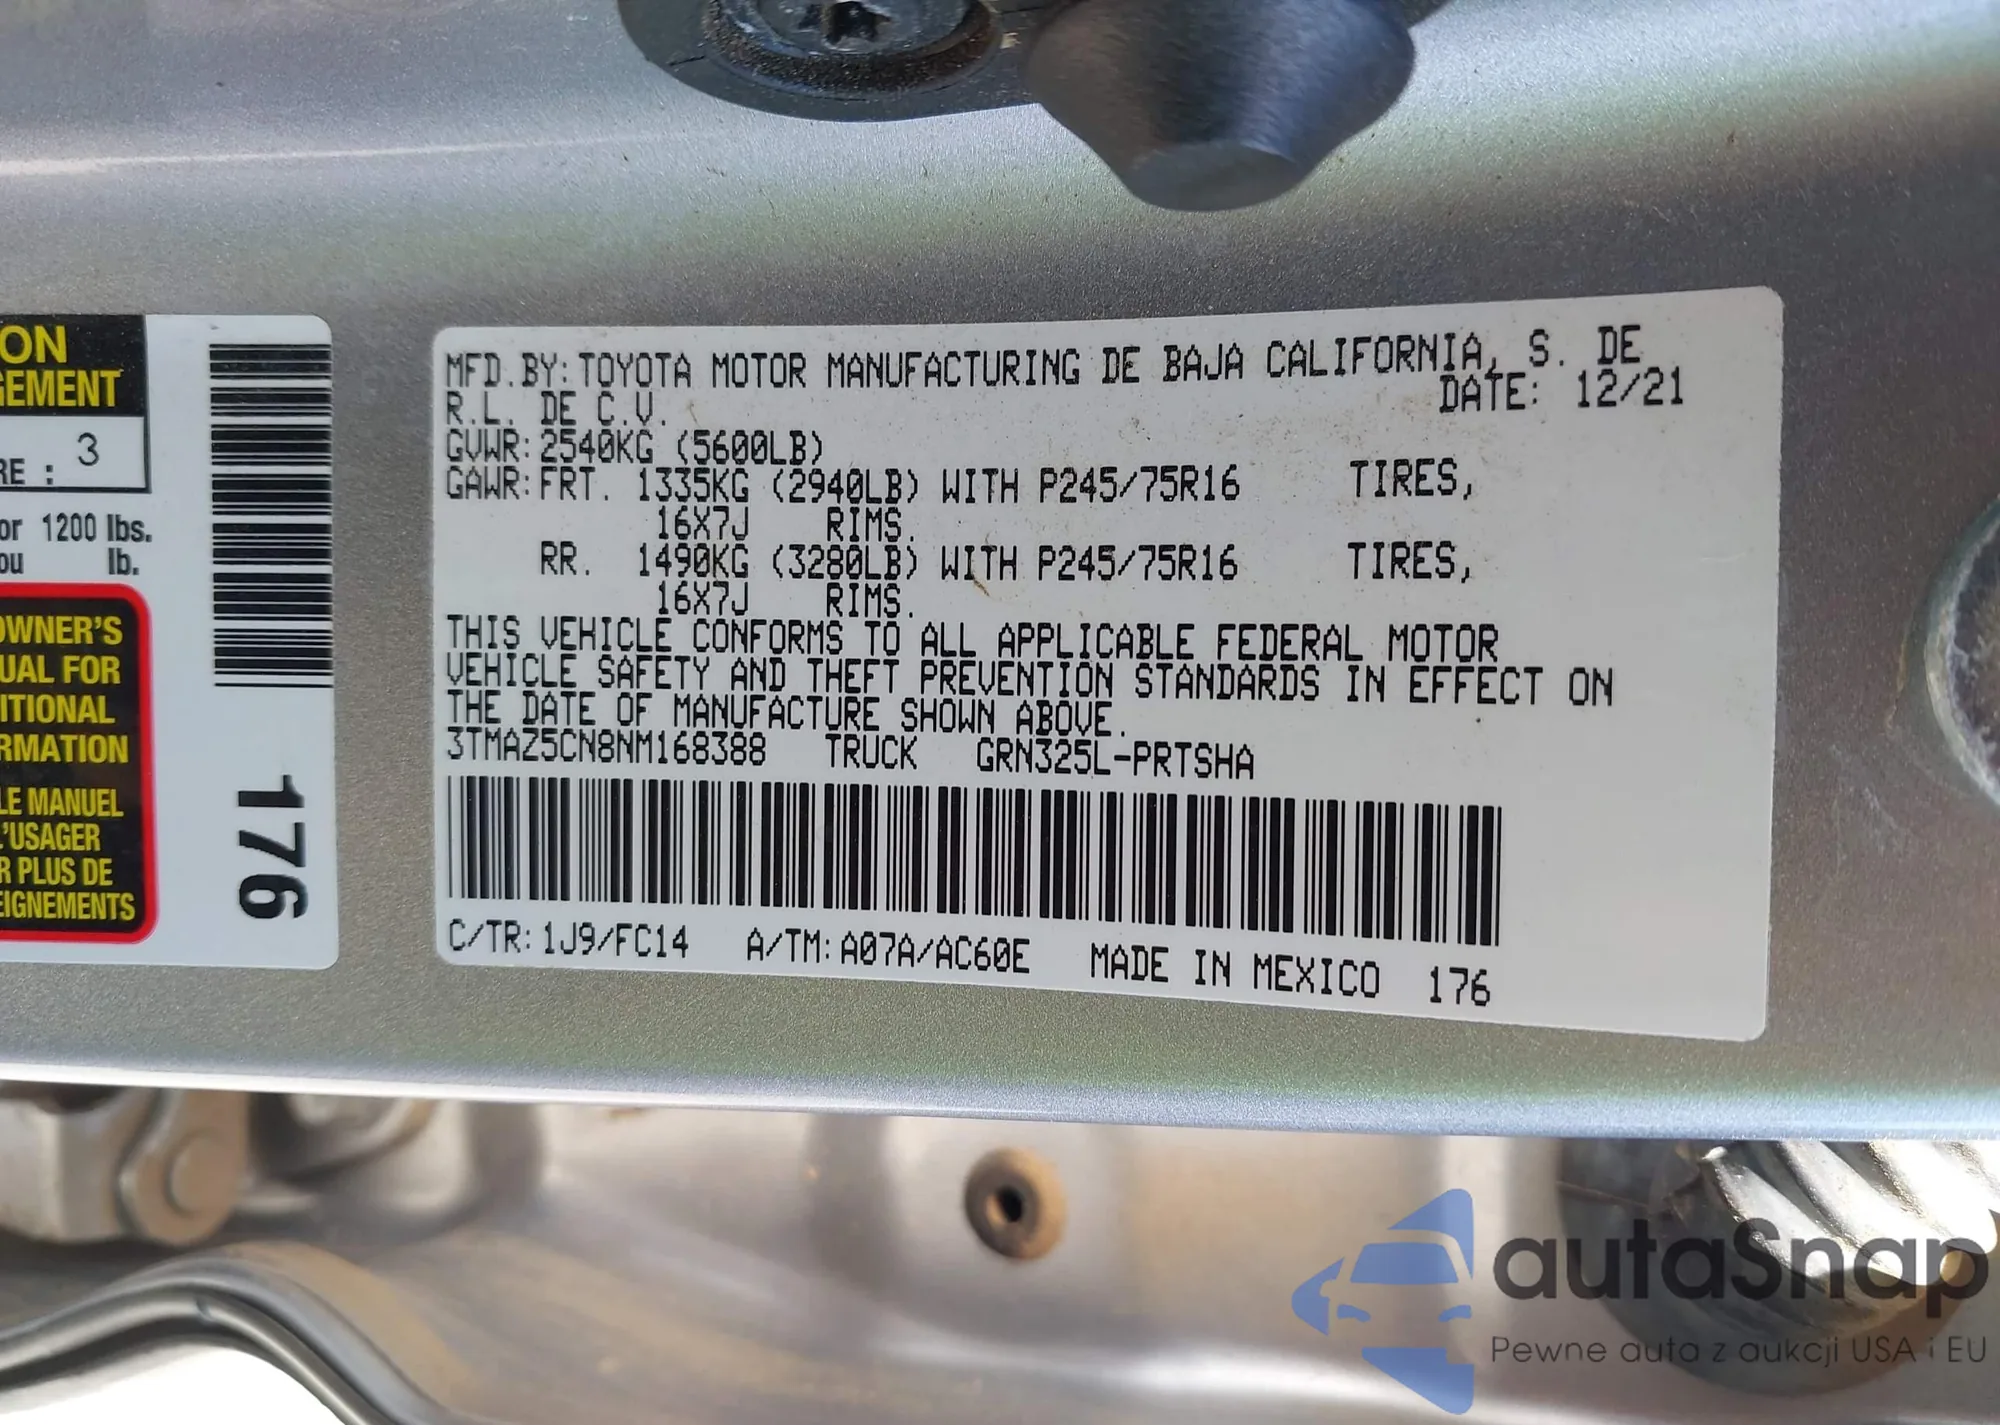 ON
GEMENT
RE : 3
or 1200 lbs.
ou lb.
OWNER'S
UAL FOR
ITIONAL
RMATION
LE MANUEL
L'USAGER
R PLUS DE
EIGNEMENTS
176
MFD.BY: TOYOTA MOTOR MANUFACTURING DE BAJA CALIFORNIA, S. DE
R.L. DE C.V. DATE: 12/21
GVWR: 2540KG (5600LB)
GAWR: FRT. 1335KG (2940LB) WITH P245/75R16 TIRES,
16X7J RIMS.
RR. 1490KG (3280LB) WITH P245/75R16 TIRES,
16X7J RIMS.
THIS VEHICLE CONFORMS TO ALL APPLICABLE FEDERAL MOTOR
VEHICLE SAFETY AND THEFT PREVENTION STANDARDS IN EFFECT ON
THE DATE OF MANUFACTURE SHOWN ABOVE.
3TMAZ5CN8NM168388 TRUCK GRN325L-PRTSHA
C/TR: 1J9/FC14 A/TM: A07A/AC60E MADE IN MEXICO 176
autaSnap
Pewne auta z aukcji USA i EU